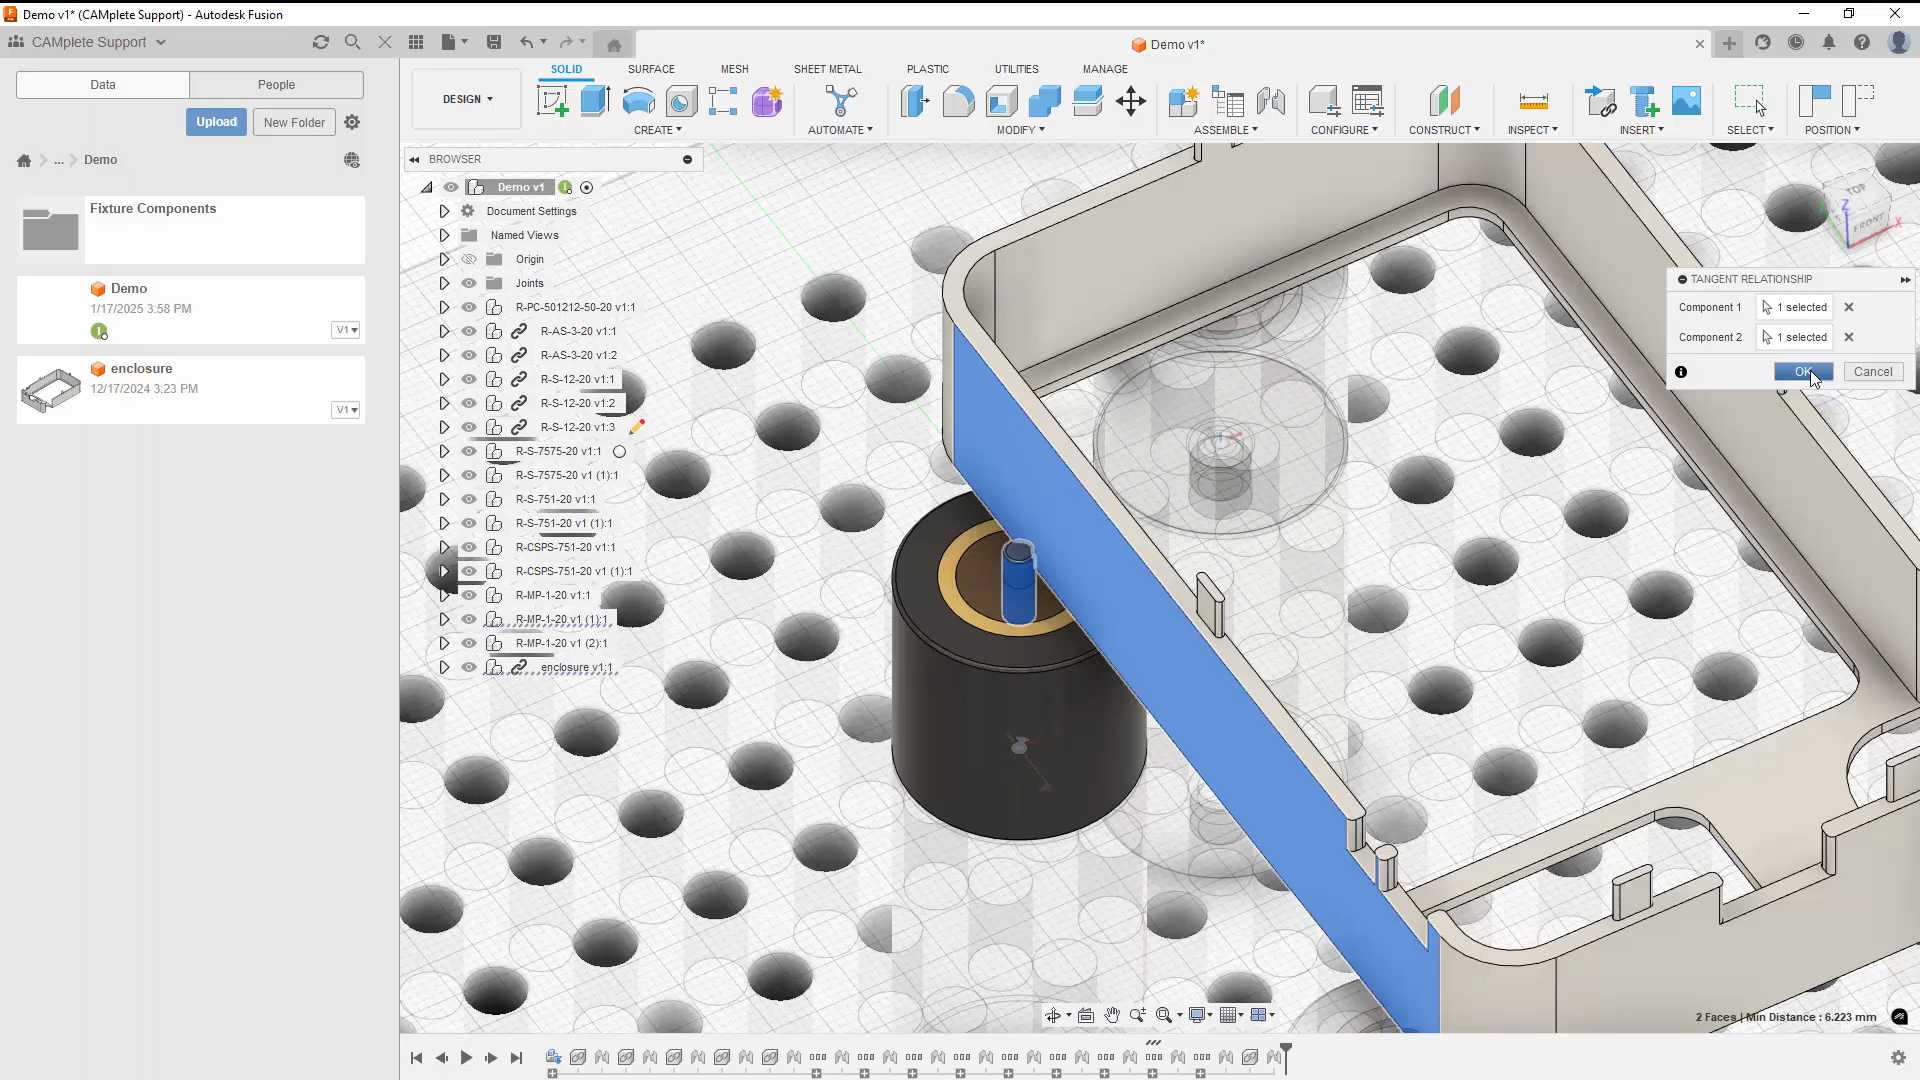 Demo v1* (CAMplete Support) - Autodesk Fusion
CAMplete Support
Demo v1*
Data
People
Upload
New Folder
... Demo
Fixture Components
Demo
1/17/2025 3:58 PM
V1
enclosure
12/17/2024 3:23 PM
V1
DESIGN
SOLID
SURFACE
MESH
SHEET METAL
PLASTIC
UTILITIES
MANAGE
CREATE
AUTOMATE
MODIFY
ASSEMBLE
CONFIGURE
CONSTRUCT
INSPECT
INSERT
SELECT
POSITION
BROWSER
Demo v1
Document Settings
Named Views
Origin
Joints
R-PC-501212-50-20 v1:1
R-AS-3-20 v1:1
R-AS-3-20 v1:2
R-S-12-20 v1:1
R-S-12-20 v1:2
R-S-12-20 v1:3
R-S-7575-20 v1:1
R-S-7575-20 v1 (1):1
R-S-751-20 v1:1
R-S-751-20 v1 (1):1
R-CSPS-751-20 v1:1
R-CSPS-751-20 v1 (1):1
R-MP-1-20 v1:1
R-MP-1-20 v1 (1):1
R-MP-1-20 v1 (2):1
enclosure v1:1
TOP
FRONT
Z
X
TANGENT RELATIONSHIP
Component 1
1 selected
Component 2
1 selected
OK
Cancel
2 Faces | Min Distance : 6.223 mm